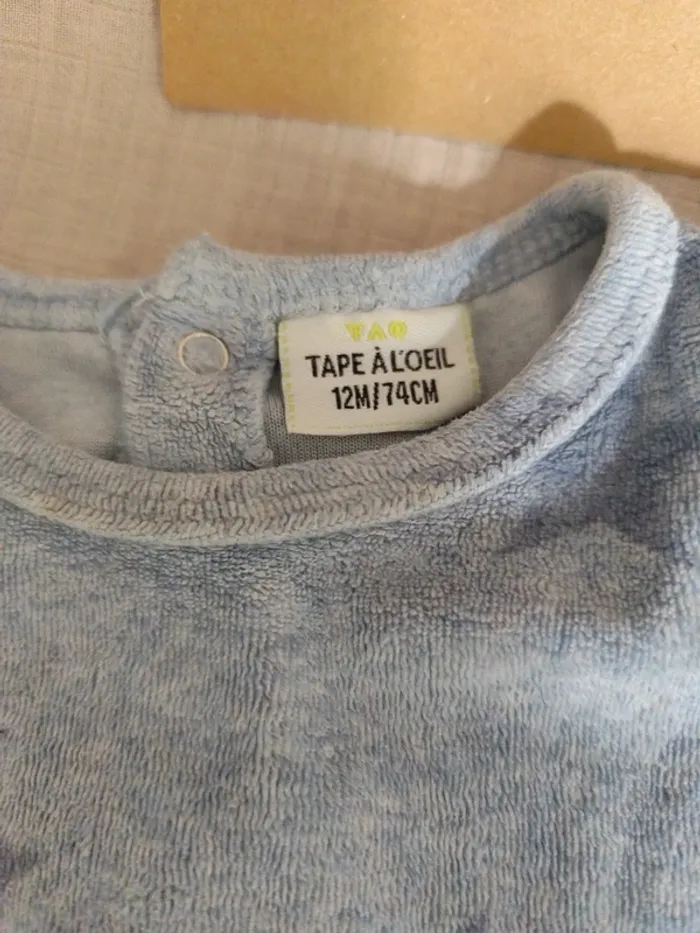 TAO
TAPE À L'OEIL
12M/74CM